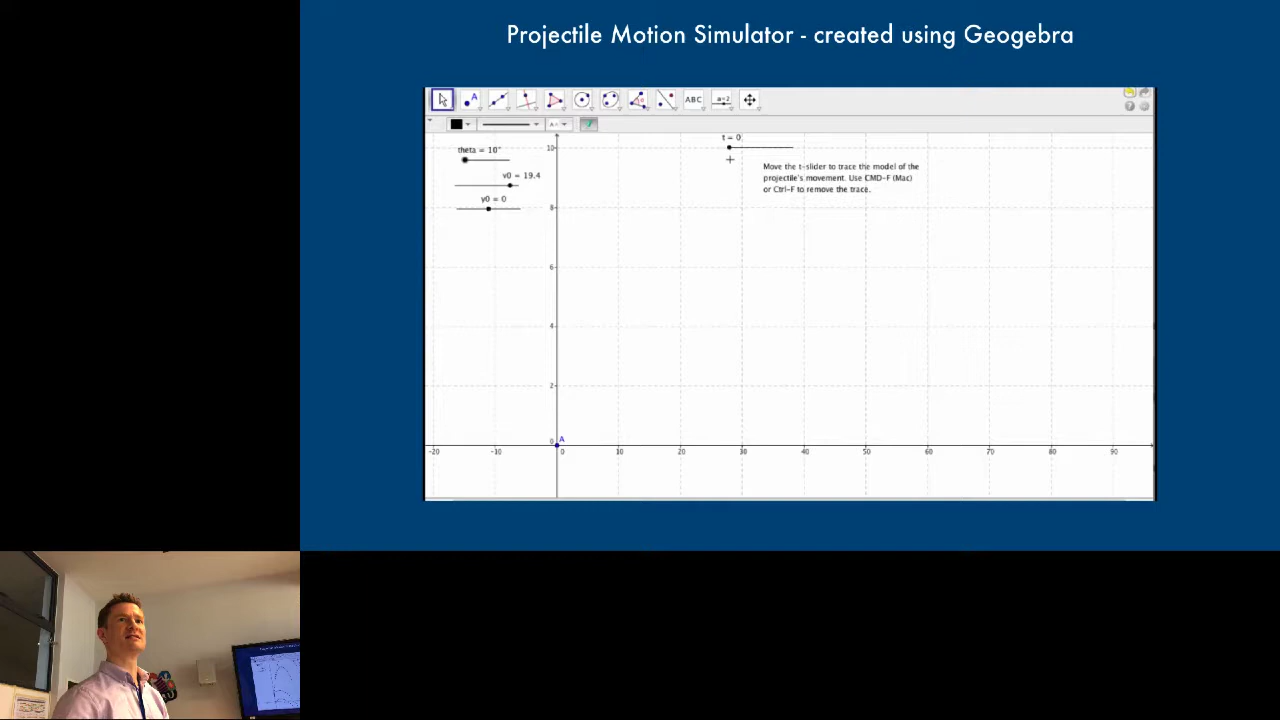 Projectile Motion Simulator - created using Geogebra
A
ABC
a=2
A
theta = 10°
v0 = 19.4
y0 = 0
t = 0
Move the t-slider to trace the model of the
projectile's movement. Use CMD-F (Mac)
or Ctrl-F to remove the trace.
10
8
6
4
2
0
A
-20
-10
0
10
20
30
40
50
60
70
80
90